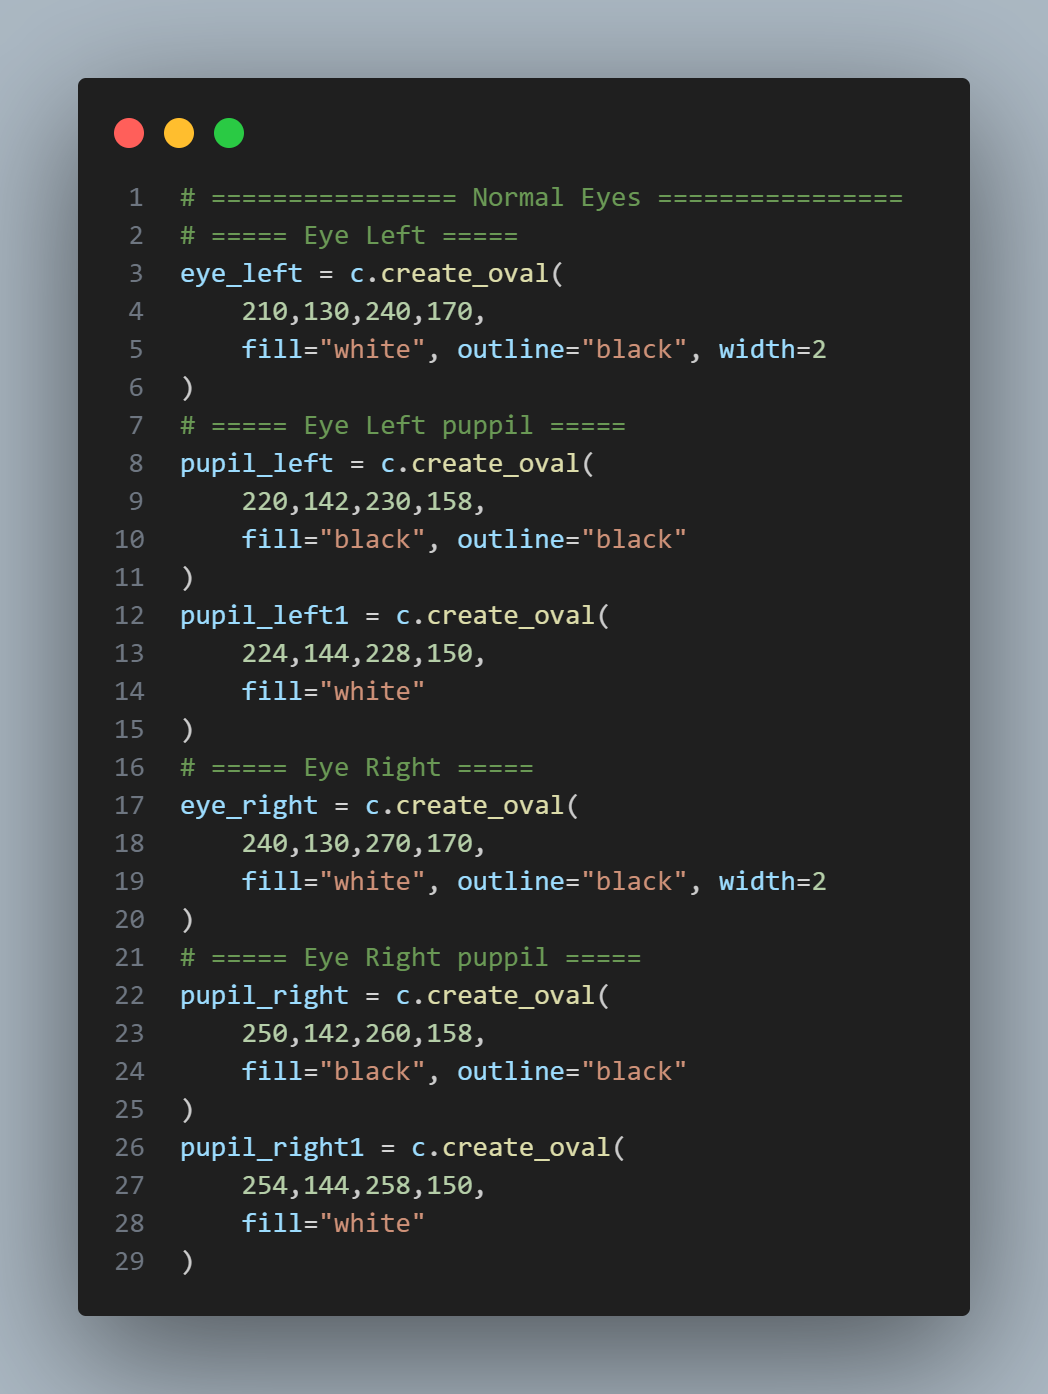 1 # ================ Normal Eyes ================
2 # ===== Eye Left =====
3 eye_left = c.create_oval(
4     210,130,240,170,
5     fill="white", outline="black", width=2
6 )
7 # ===== Eye Left puppil =====
8 pupil_left = c.create_oval(
9     220,142,230,158,
10     fill="black", outline="black"
11 )
12 pupil_left1 = c.create_oval(
13     224,144,228,150,
14     fill="white"
15 )
16 # ===== Eye Right =====
17 eye_right = c.create_oval(
18     240,130,270,170,
19     fill="white", outline="black", width=2
20 )
21 # ===== Eye Right puppil =====
22 pupil_right = c.create_oval(
23     250,142,260,158,
24     fill="black", outline="black"
25 )
26 pupil_right1 = c.create_oval(
27     254,144,258,150,
28     fill="white"
29 )